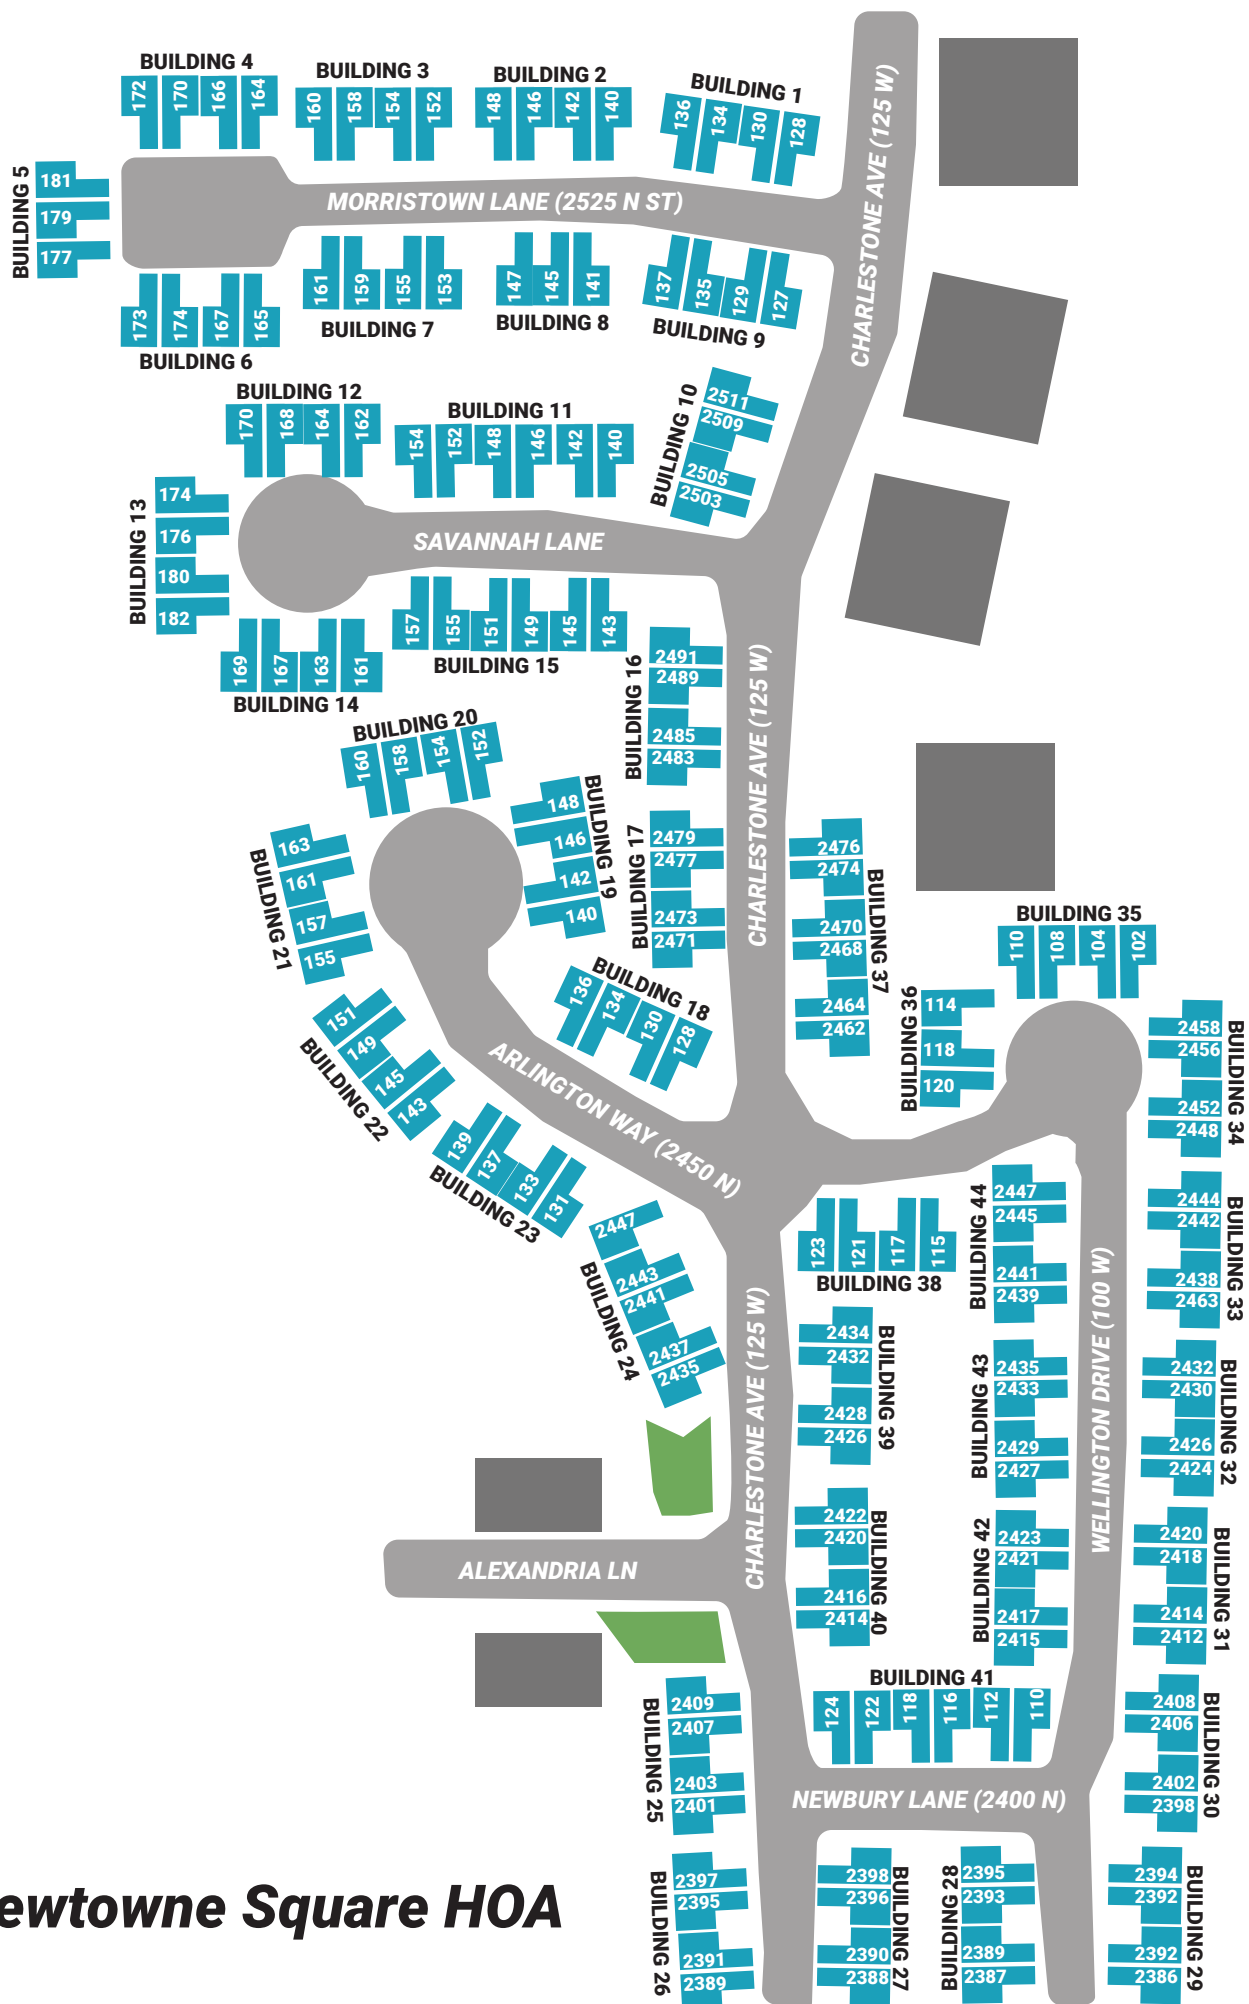 BUILDING 4
172 170 166 164
BUILDING 3
160 158 154 152
BUILDING 2
148 146 142 140
BUILDING 1
136 134 130 128
CHARLESTONE AVE (125 W)
BUILDING 5
181
179
177
MORRISTOWN LANE (2525 N ST)
173 174 167 165
BUILDING 6
161 159 155 153
BUILDING 7
147 145 141
BUILDING 8
137 135 129 127
BUILDING 9
BUILDING 10
2511
2509
2505
2503
BUILDING 12
170 168 164 162
BUILDING 11
154 152 148 146 142 140
BUILDING 13
174
176
180
182
SAVANNAH LANE
169 167 163 161
BUILDING 14
157 155 151 149 145 143
BUILDING 15
BUILDING 16
2491
2489
2485
2483
CHARLESTONE AVE (125 W)
BUILDING 20
160 158 154 152
BUILDING 19
148
146
142
140
BUILDING 17
2479
2477
2473
2471
BUILDING 21
163
161
157
155
BUILDING 18
136 134 130 128
BUILDING 37
2476
2474
2470
2468
2464
2462
BUILDING 35
110 108 104 102
BUILDING 36
114
118
120
BUILDING 34
2458
2456
2452
2448
BUILDING 22
151
149
145
143
ARLINGTON WAY (2450 N)
BUILDING 23
139 137 133 131
BUILDING 24
2447
2443
2441
2437
2435
CHARLESTONE AVE (125 W)
123 121 117 115
BUILDING 38
BUILDING 44
2447
2445
2441
2439
WELLINGTON DRIVE (100 W)
BUILDING 33
2444
2442
2438
2463
BUILDING 39
2434
2432
2428
2426
BUILDING 43
2435
2433
2429
2427
BUILDING 32
2432
2430
2426
2424
ALEXANDRIA LN
BUILDING 40
2422
2420
2416
2414
BUILDING 42
2423
2421
2417
2415
BUILDING 31
2420
2418
2414
2412
BUILDING 41
124 122 118 116 112 110
BUILDING 25
2409
2407
2403
2401
BUILDING 30
2408
2406
2402
2398
NEWBURY LANE (2400 N)
BUILDING 26
2397
2395
2391
2389
BUILDING 27
2398
2396
2390
2388
BUILDING 28
2395
2393
2389
2387
BUILDING 29
2394
2392
2392
2386
ewtowne Square HOA